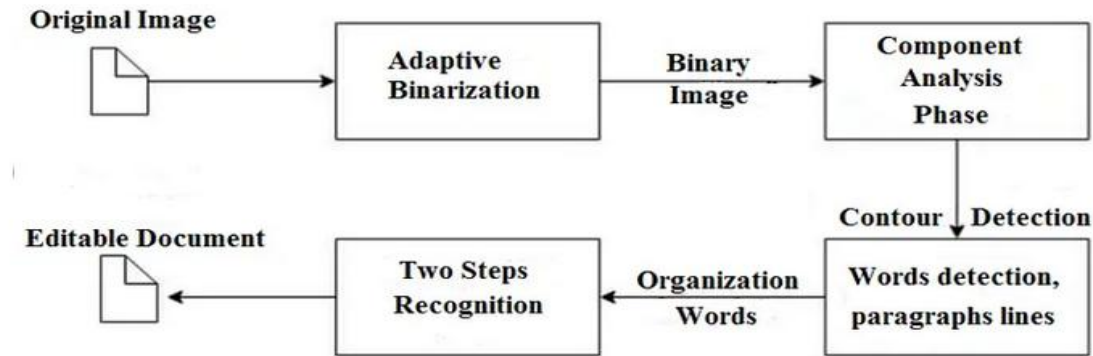 Original Image
Adaptive
Binarization
Binary
Image
Component
Analysis
Phase
Contour Detection
Words detection,
paragraphs lines
Organization
Words
Two Steps
Recognition
Editable Document